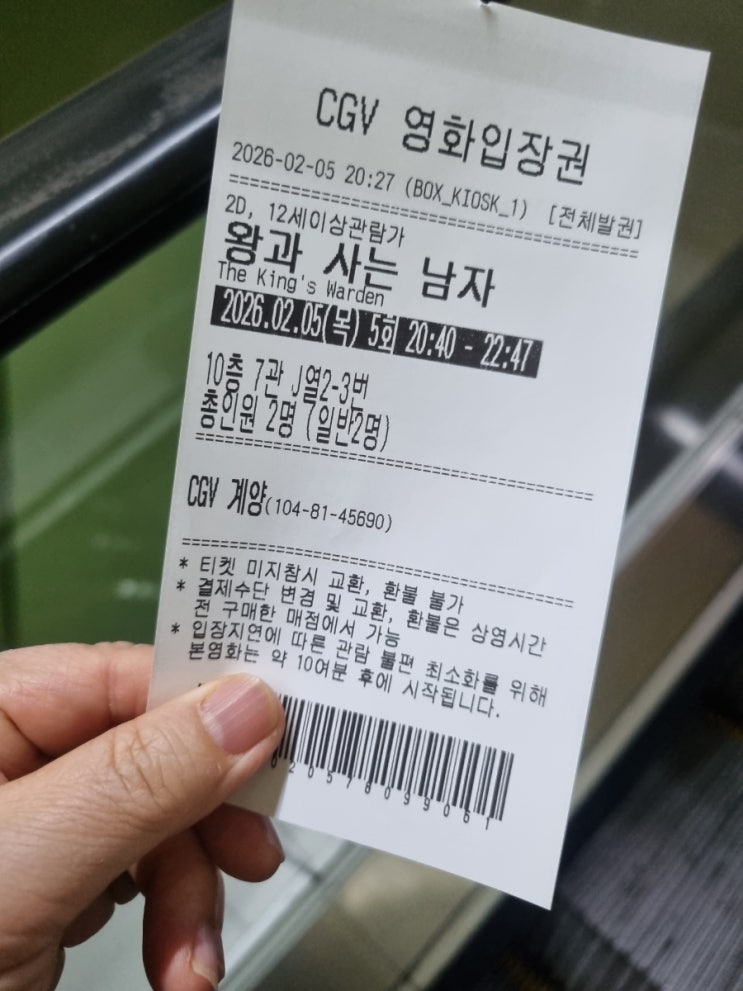 CGV 영화입장권
2026-02-05 20:27 (BOX_KIOSK_1) [전체발권]
2D, 12세이상관람가
왕과 사는 남자
The King's Warden
2026.02.05(목) 5회 20:40 - 22:47
10층 7관 J열2-3번
총인원 2명 (일반2명)
CGV 계양(104-81-45690)
* 티켓 미지참시 교환, 환불 불가
* 결제수단 변경 및 교환, 환불은 상영시간
전 구매한 매점에서 가능
* 입장지연에 따른 관람 불편 최소화를 위해
본영화는 약 10여분 후에 시작됩니다.